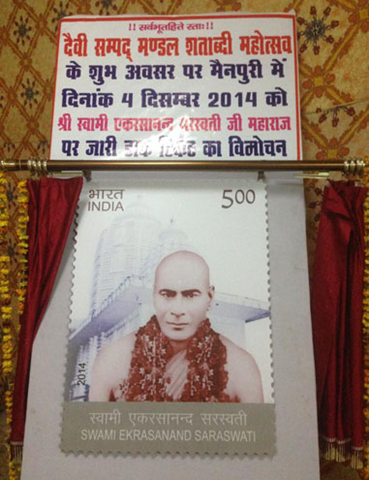 ।। सर्वभूतहिते रताः ।।
दैवी सम्पद् मण्डल शताब्दी महोत्सव
के शुभ अवसर पर मैनपुरी में
दिनांक 4 दिसम्बर 2014 को
श्री स्वामी एकरसानन्द सरस्वती जी महाराज
पर जारी डाक टिकट का विमोचन
भारत 5.00
INDIA
2014
स्वामी एकरसानन्द सरस्वती
SWAMI EKRASANAND SARASWATI